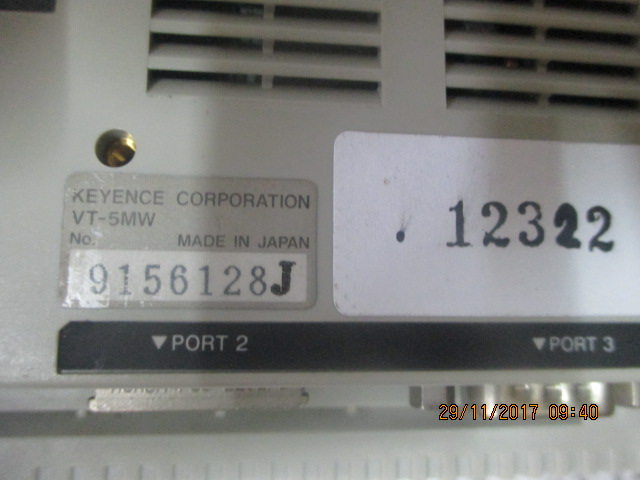 KEYENCE CORPORATION
VT-5MW
No. MADE IN JAPAN
9156128J
12322
▼PORT 2
▼PORT 3
29/11/2017 09:40